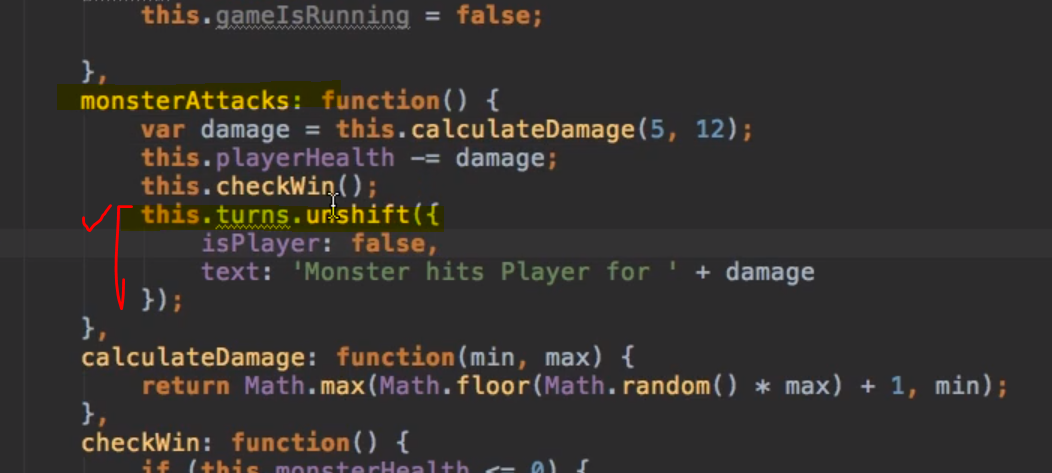 this.gameIsRunning = false;
},
monsterAttacks: function() {
var damage = this.calculateDamage(5, 12);
this.playerHealth -= damage;
this.checkWin();
this.turns.unshift({
isPlayer: false,
text: 'Monster hits Player for ' + damage
});
},
calculateDamage: function(min, max) {
return Math.max(Math.floor(Math.random() * max) + 1, min);
},
checkWin: function() {
if (this.monsterHealth <= 0) {